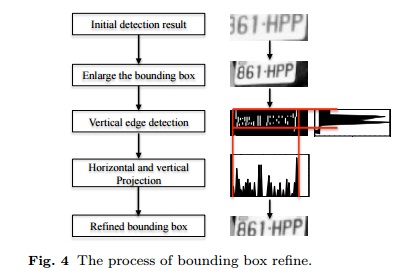 Initial detection result
861·HPP
Enlarge the bounding box
861·HPP
Vertical edge detection
Horizontal and vertical
Projection
Refined bounding box
861·HPP
Fig. 4 The process of bounding box refine.